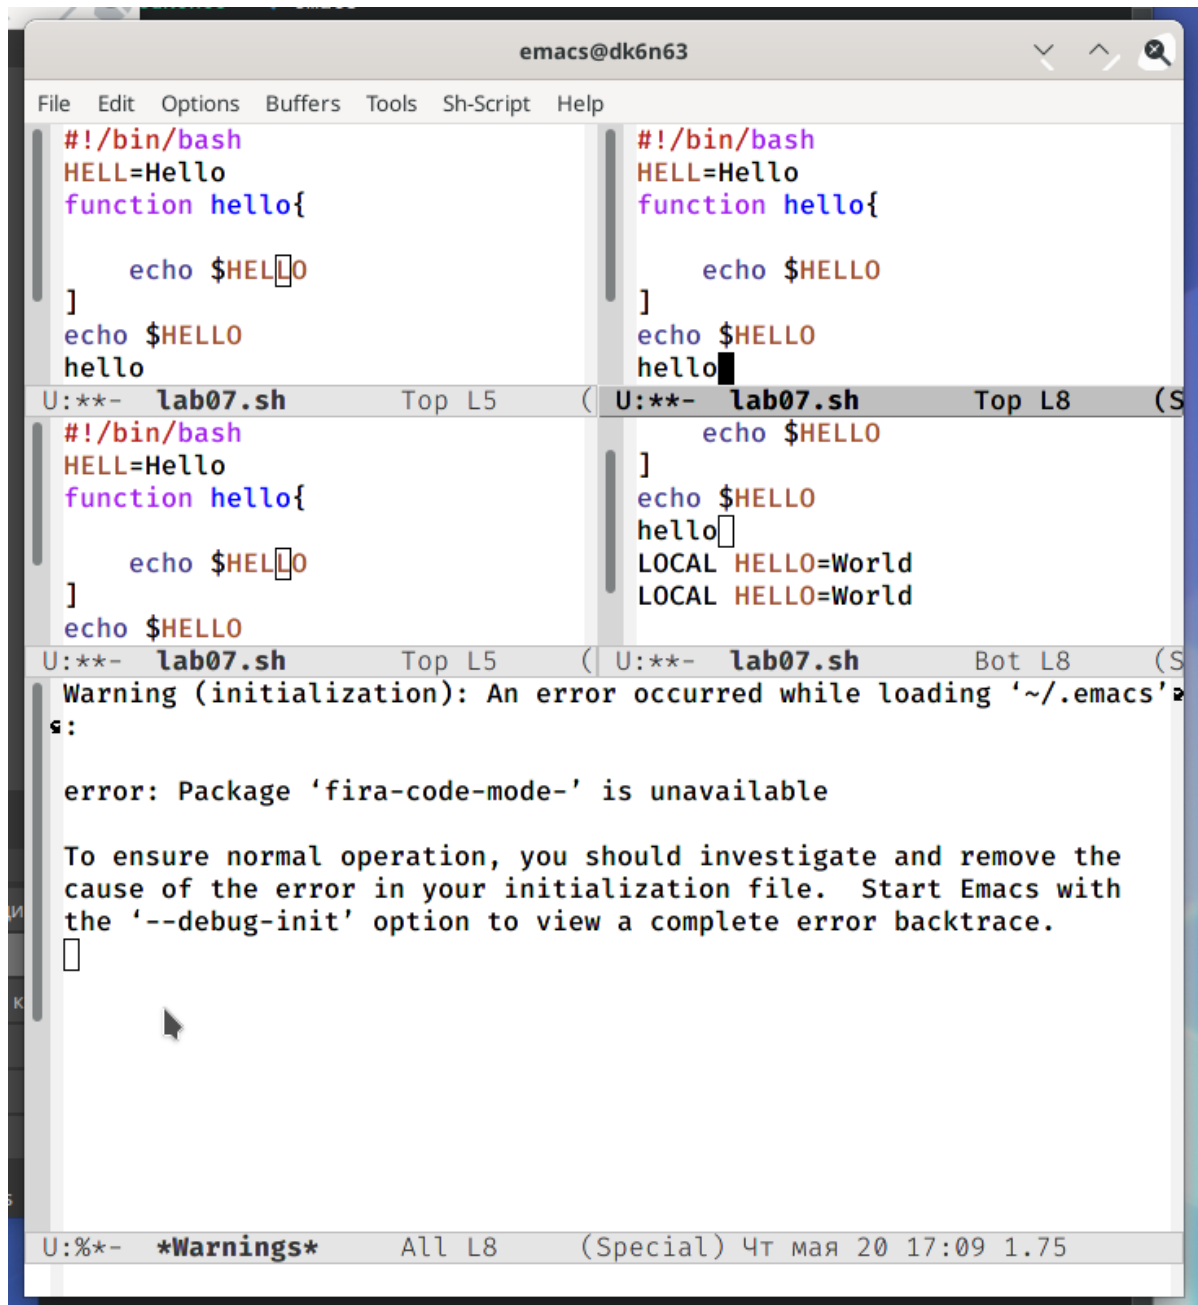 emacs@dk6n63
File Edit Options Buffers Tools Sh-Script Help
#!/bin/bash
HELL=Hello
function hello{
echo $HELLO
]
echo $HELLO
hello
U:**- lab07.sh Top L5 (
#!/bin/bash
HELL=Hello
function hello{
echo $HELLO
]
echo $HELLO
hello
U:**- lab07.sh Top L8 (S
#!/bin/bash
HELL=Hello
function hello{
echo $HELLO
]
echo $HELLO
U:**- lab07.sh Top L5 (
echo $HELLO
]
echo $HELLO
hello
LOCAL HELLO=World
LOCAL HELLO=World
U:**- lab07.sh Bot L8 (S
Warning (initialization): An error occurred while loading ‘~/.emacs’
:
error: Package ‘fira-code-mode-’ is unavailable
To ensure normal operation, you should investigate and remove the
cause of the error in your initialization file. Start Emacs with
the ‘--debug-init’ option to view a complete error backtrace.
U:%*- *Warnings* All L8 (Special) Чт мая 20 17:09 1.75